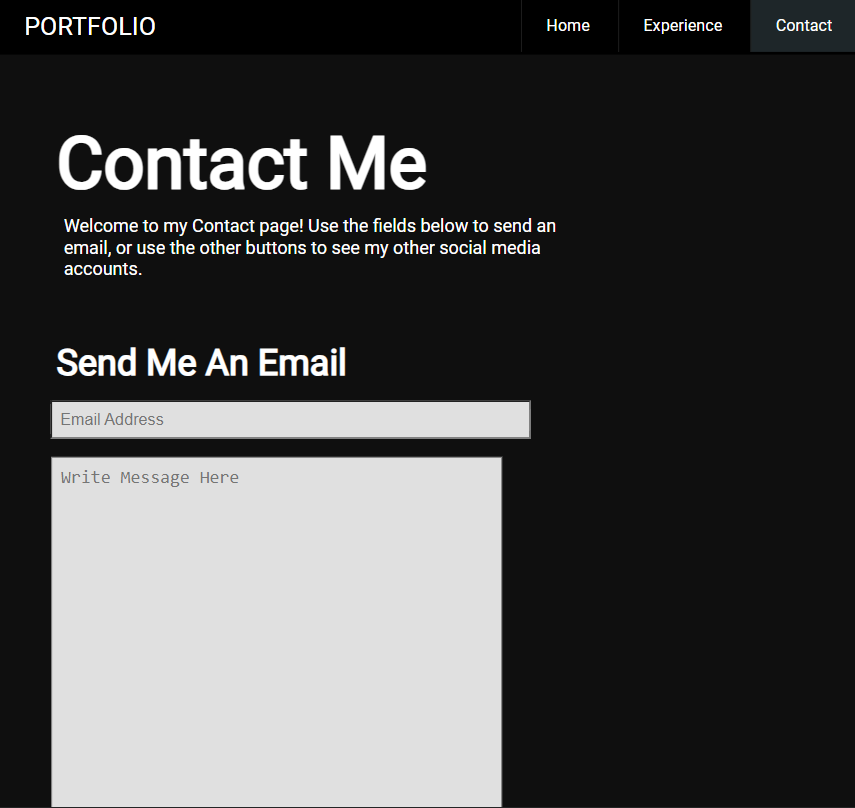 PORTFOLIO
Home
Experience
Contact
Contact Me
Welcome to my Contact page! Use the fields below to send an
email, or use the other buttons to see my other social media
accounts.
Send Me An Email
Email Address
Write Message Here